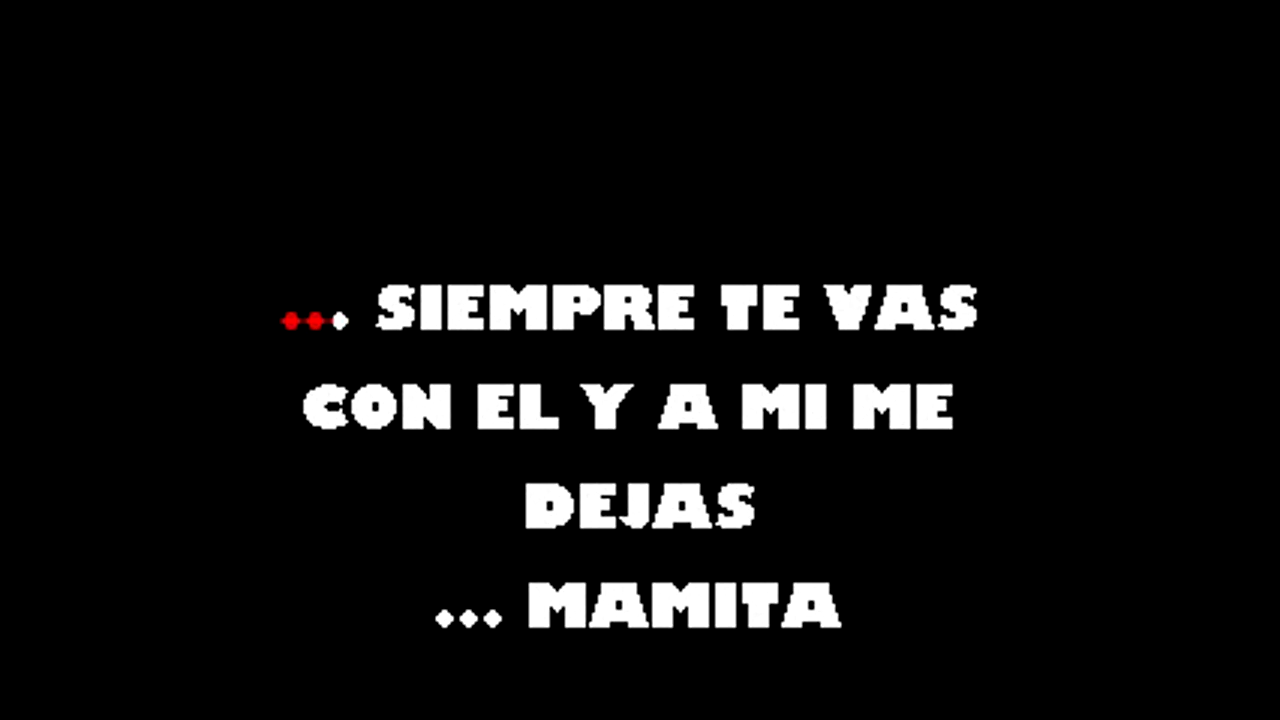 ... SIEMPRE TE VAS
CON EL Y A MI ME
DEJAS
... MAMITA